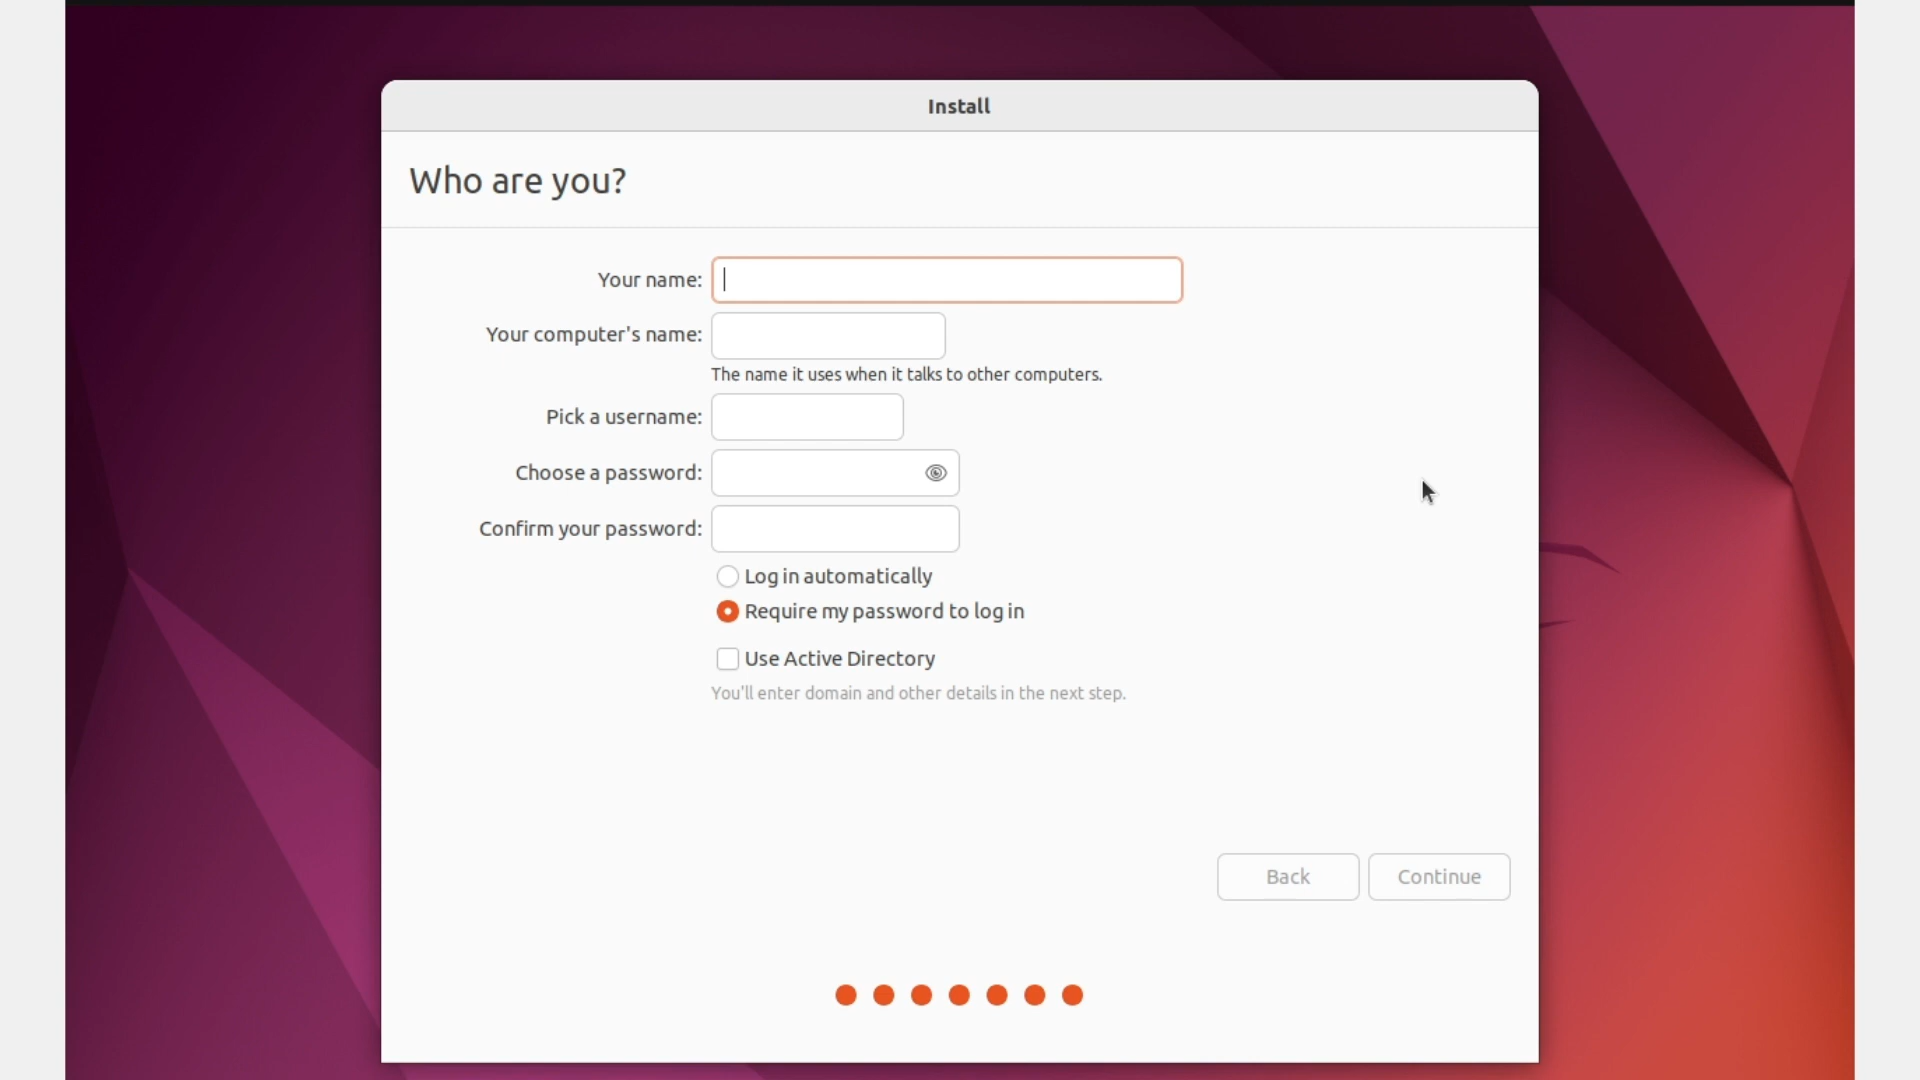 Install
Who are you?
Your name:
Your computer's name:
The name it uses when it talks to other computers.
Pick a username:
Choose a password:
Confirm your password:
Log in automatically
Require my password to log in
Use Active Directory
You'll enter domain and other details in the next step.
Back
Continue